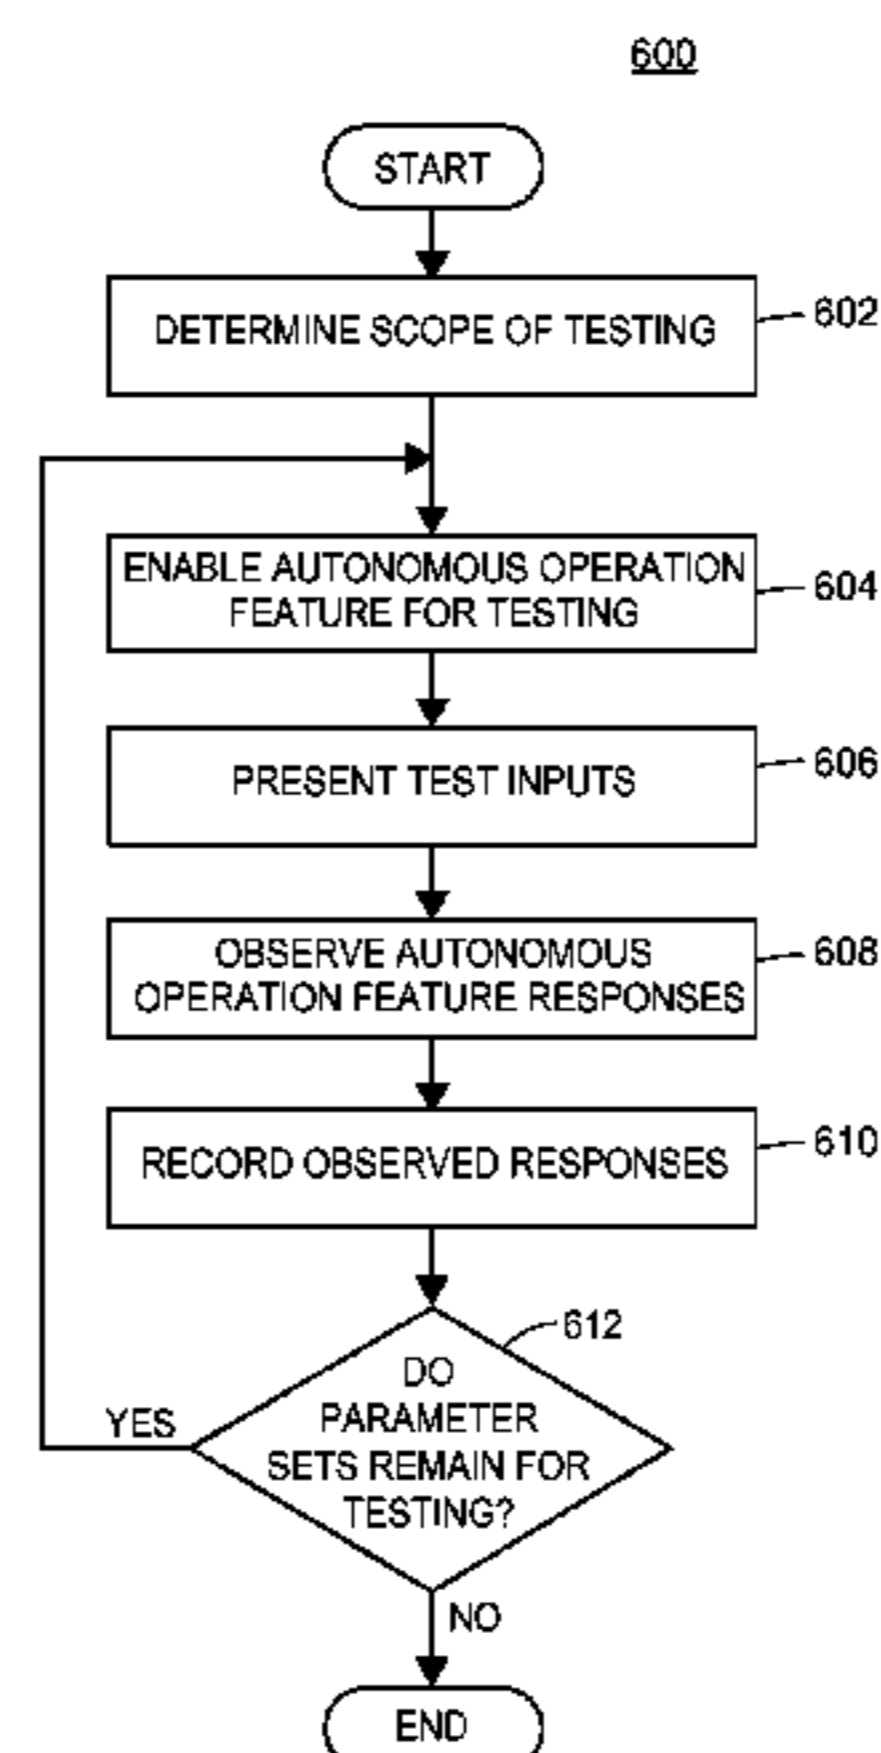 600
START
DETERMINE SCOPE OF TESTING
602
ENABLE AUTONOMOUS OPERATION
FEATURE FOR TESTING
604
PRESENT TEST INPUTS
606
OBSERVE AUTONOMOUS
OPERATION FEATURE RESPONSES
608
RECORD OBSERVED RESPONSES
610
612
DO
PARAMETER
SETS REMAIN FOR
TESTING?
YES
NO
END